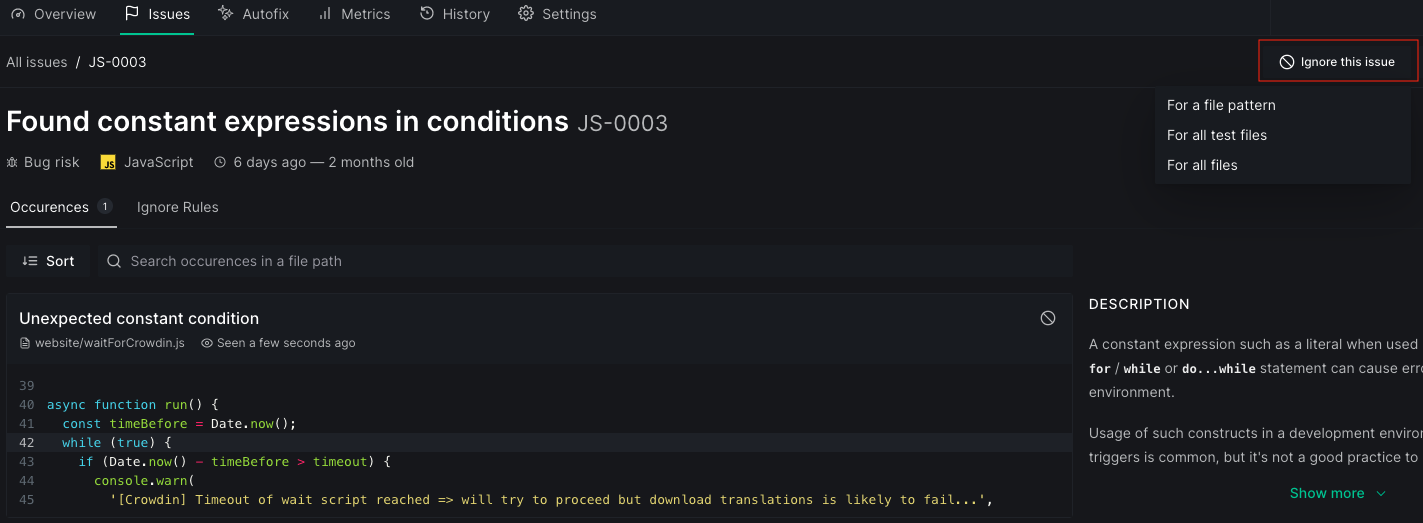 Overview Issues Autofix Metrics History Settings
All issues / JS-0003
Ignore this issue
For a file pattern
For all test files
For all files
Found constant expressions in conditions JS-0003
Bug risk JS JavaScript 6 days ago — 2 months old
Occurences 1 Ignore Rules
Sort Search occurences in a file path
Unexpected constant condition
website/waitForCrowdin.js Seen a few seconds ago
39
40 async function run() {
41 const timeBefore = Date.now();
42 while (true) {
43 if (Date.now() - timeBefore > timeout) {
44 console.warn(
45 '[Crowdin] Timeout of wait script reached => will try to proceed but download translations is likely to fail...',
DESCRIPTION
A constant expression such as a literal when used
for / while or do...while statement can cause erro
environment.
Usage of such constructs in a development environ
triggers is common, but it's not a good practice to
Show more